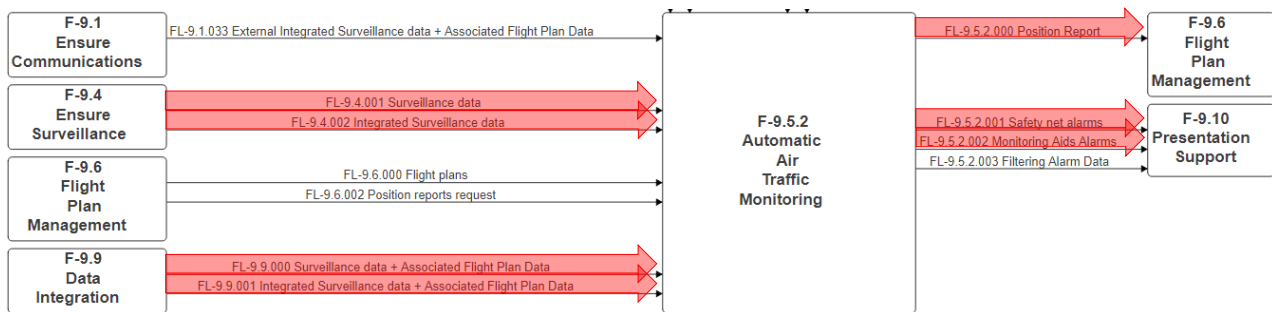 F-9.1
Ensure
Communications
FL-9.1.033 External Integrated Surveillance data + Associated Flight Plan Data
F-9.4
Ensure
Surveillance
FL-9.4.001 Surveillance data
FL-9.4.002 Integrated Surveillance data
F-9.6
Flight
Plan
Management
FL-9.6.000 Flight plans
FL-9.6.002 Position reports request
F-9.9
Data
Integration
FL-9.9.000 Surveillance data + Associated Flight Plan Data
FL-9.9.001 Integrated Surveillance data + Associated Flight Plan Data
F-9.5.2
Automatic
Air
Traffic
Monitoring
FL-9.5.2.000 Position Report
F-9.6
Flight
Plan
Management
FL-9.5.2.001 Safety net alarms
FL-9.5.2.002 Monitoring Aids Alarms
FL-9.5.2.003 Filtering Alarm Data
F-9.10
Presentation
Support